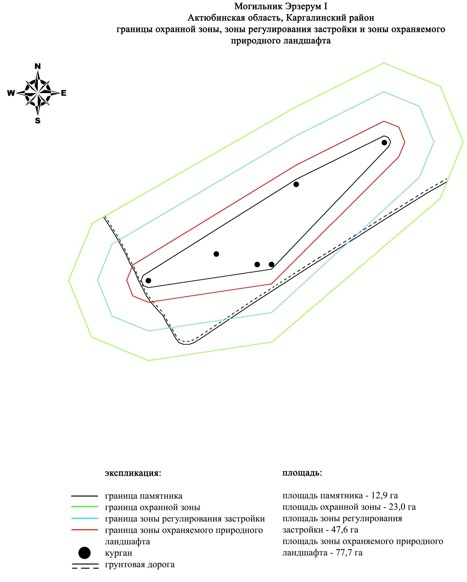 Могильник Эрзерум I
Актюбинская область, Каргалинский район
границы охранной зоны, зоны регулирования застройки и зоны охраняемого
природного ландшафта
N
W E
S
экспликация:
граница памятника
граница охранной зоны
граница зоны регулирования застройки
граница зоны охраняемого природного
ландшафта
курган
грунтовая дорога
площадь:
площадь памятника - 12,9 га
площадь охранной зоны - 23,0 га
площадь зоны регулирования
застройки - 47,6 га
площадь зоны охраняемого природного
ландшафта - 77,7 га